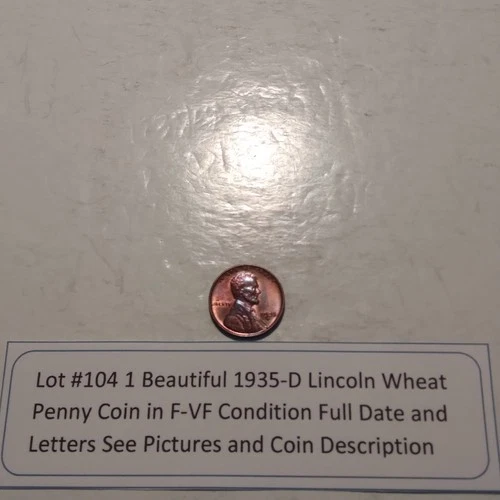 Lot #104 1 Beautiful 1935-D Lincoln Wheat
Penny Coin in F-VF Condition Full Date and
Letters See Pictures and Coin Description